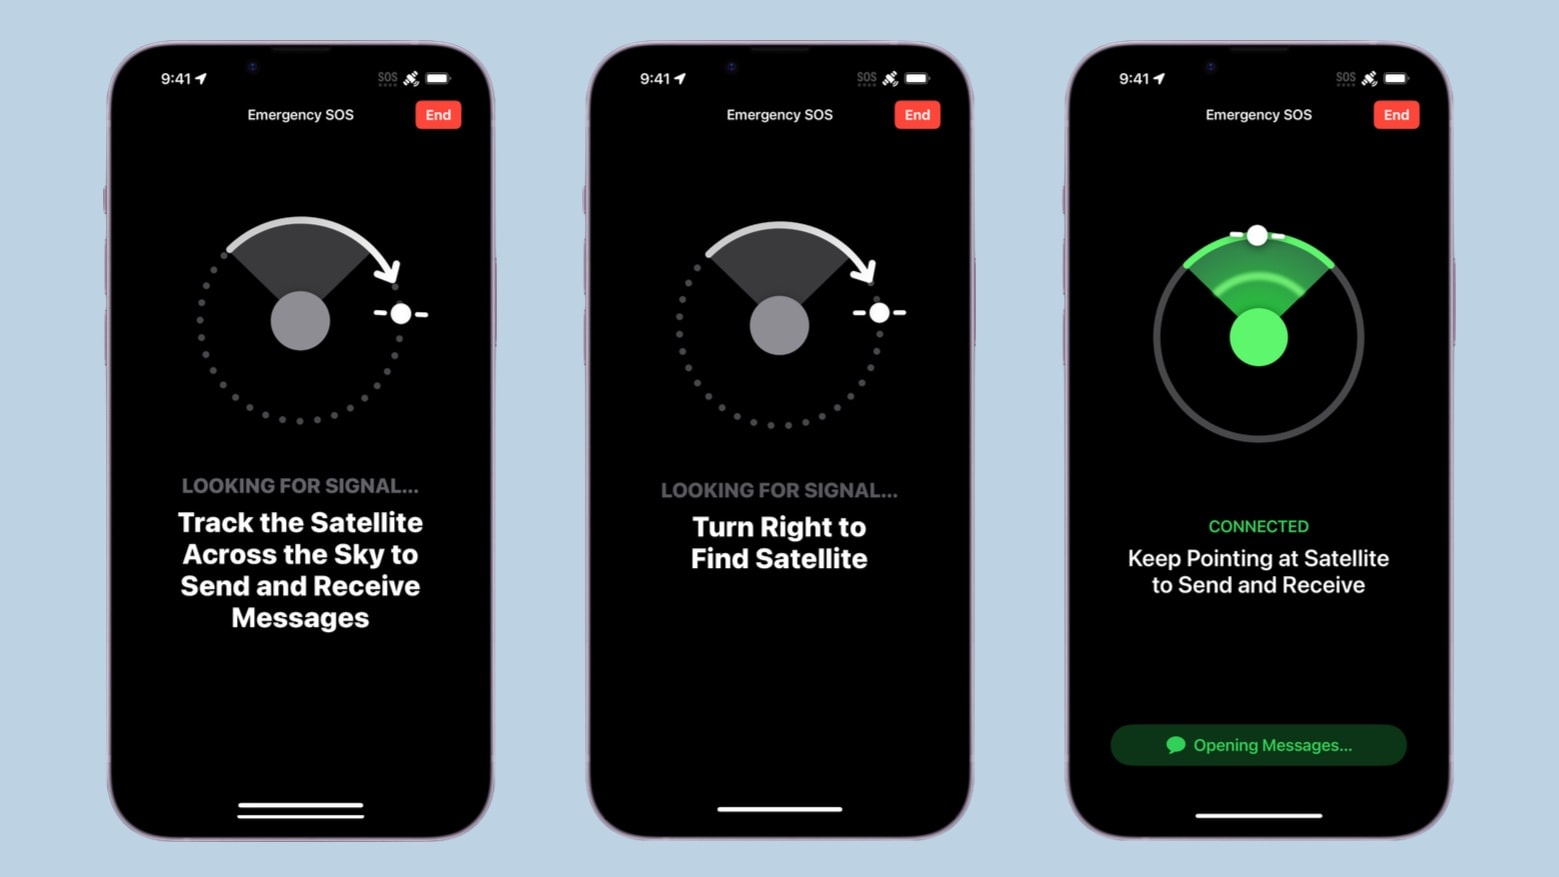 9:41
SOS
Emergency SOS
End
LOOKING FOR SIGNAL...
Track the Satellite
Across the Sky to
Send and Receive
Messages
9:41
SOS
Emergency SOS
End
LOOKING FOR SIGNAL...
Turn Right to
Find Satellite
9:41
SOS
Emergency SOS
End
CONNECTED
Keep Pointing at Satellite
to Send and Receive
Opening Messages...